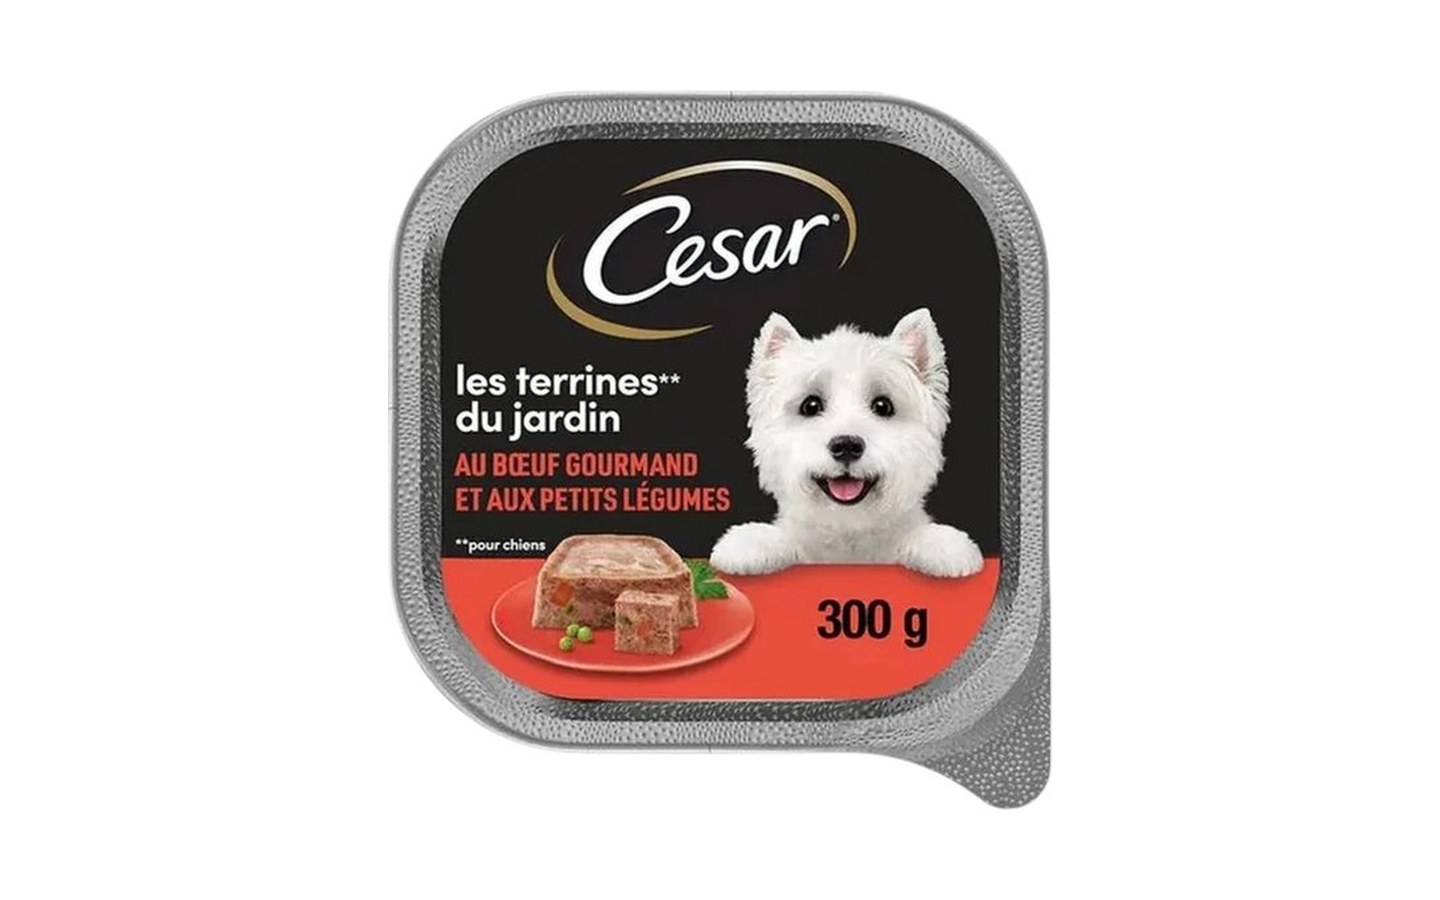 Cesar®
les terrines**
du jardin
AU BŒUF GOURMAND
ET AUX PETITS LÉGUMES
**pour chiens
300 g